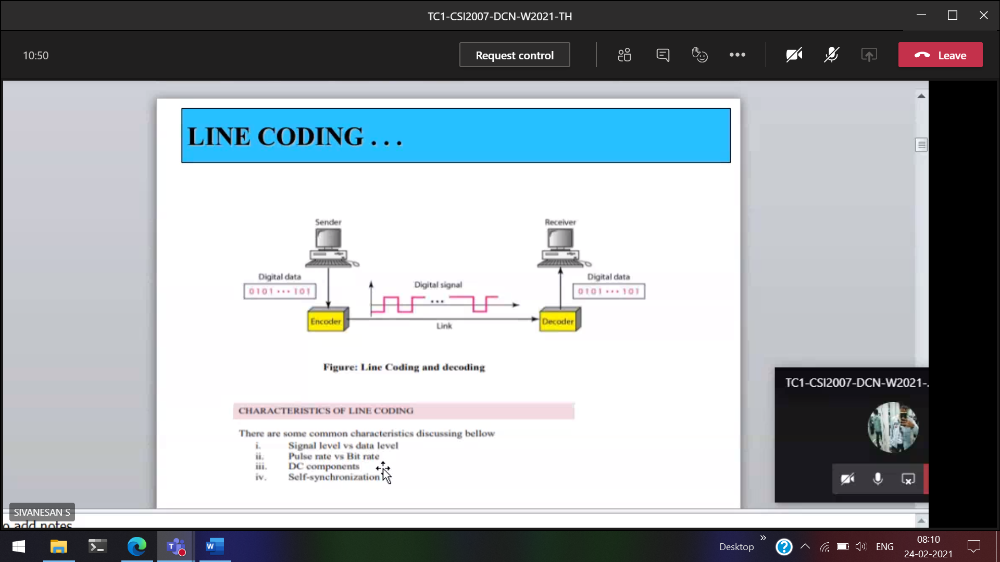 TC1-CSI2007-DCN-W2021-TH
10:50
Request control
Leave
LINE CODING . . .
Sender
Receiver
Digital data
Digital signal
Digital data
0101 ••• 101
•••
0101 ••• 101
Encoder
Decoder
Link
Figure: Line Coding and decoding
CHARACTERISTICS OF LINE CODING
There are some common characteristics discussing bellow
i. Signal level vs data level
ii. Pulse rate vs Bit rate
iii. DC components
iv. Self-synchronization
TC1-CSI2007-DCN-W2021-.
SIVANESAN S
o add notes
Desktop
ENG
08:10
24-02-2021